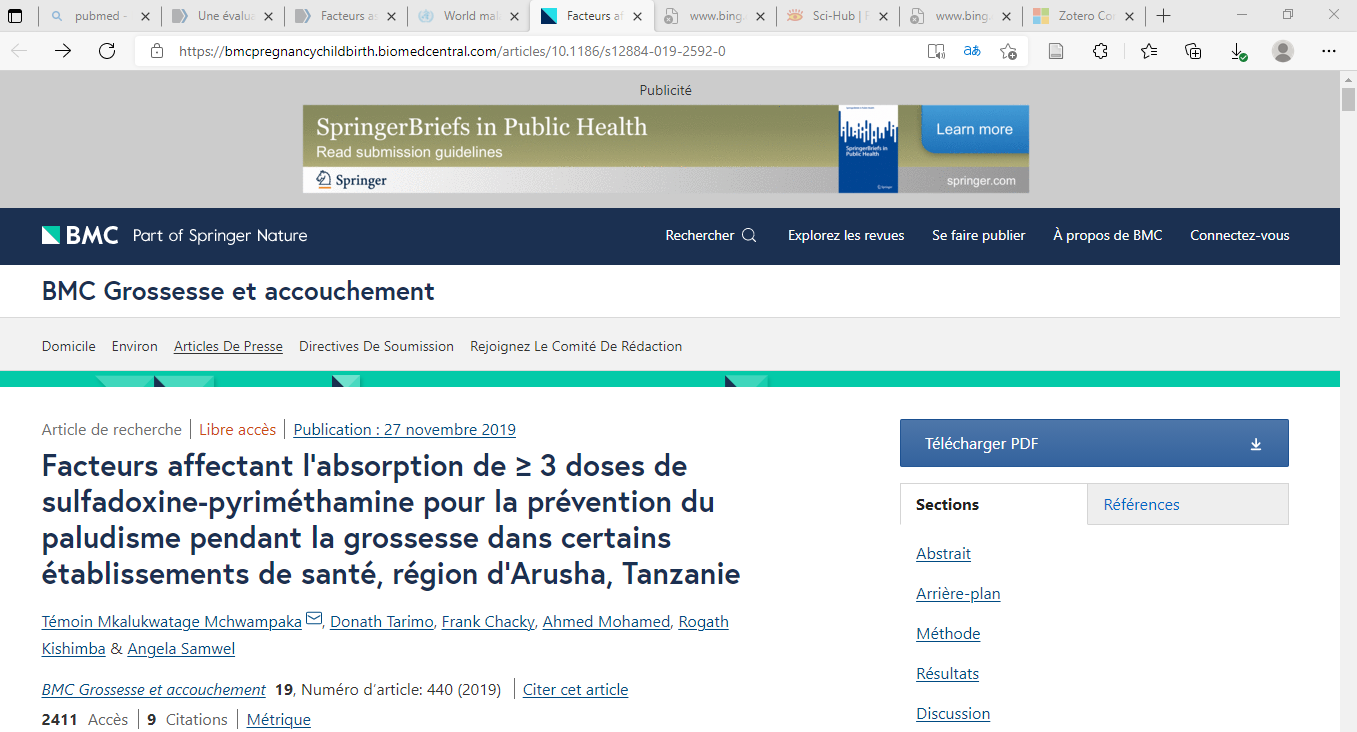 pubmed -
Une évalua
Facteurs as
World mal
Facteurs af
www.bing.
Sci-Hub | F
www.bing.
Zotero Cor
https://bmcpregnancychildbirth.biomedcentral.com/articles/10.1186/s12884-019-2592-0
aあ
Publicité
SpringerBriefs in Public Health
Read submission guidelines
Springer
SpringerBriefs in
Public Health
Springer
Learn more
springer.com
BMC Part of Springer Nature
Rechercher
Explorez les revues
Se faire publier
À propos de BMC
Connectez-vous
BMC Grossesse et accouchement
Domicile
Environ
Articles De Presse
Directives De Soumission
Rejoignez Le Comité De Rédaction
Article de recherche
Libre accès
Publication : 27 novembre 2019
Facteurs affectant l'absorption de ≥ 3 doses de
sulfadoxine-pyriméthamine pour la prévention du
paludisme pendant la grossesse dans certains
établissements de santé, région d'Arusha, Tanzanie
Témoin Mkalukwatage Mchwampaka, Donath Tarimo, Frank Chacky, Ahmed Mohamed, Rogath
Kishimba & Angela Samwel
BMC Grossesse et accouchement 19, Numéro d'article: 440 (2019)
Citer cet article
2411 Accès
9 Citations
Métrique
Télécharger PDF
Sections
Références
Abstrait
Arrière-plan
Méthode
Résultats
Discussion